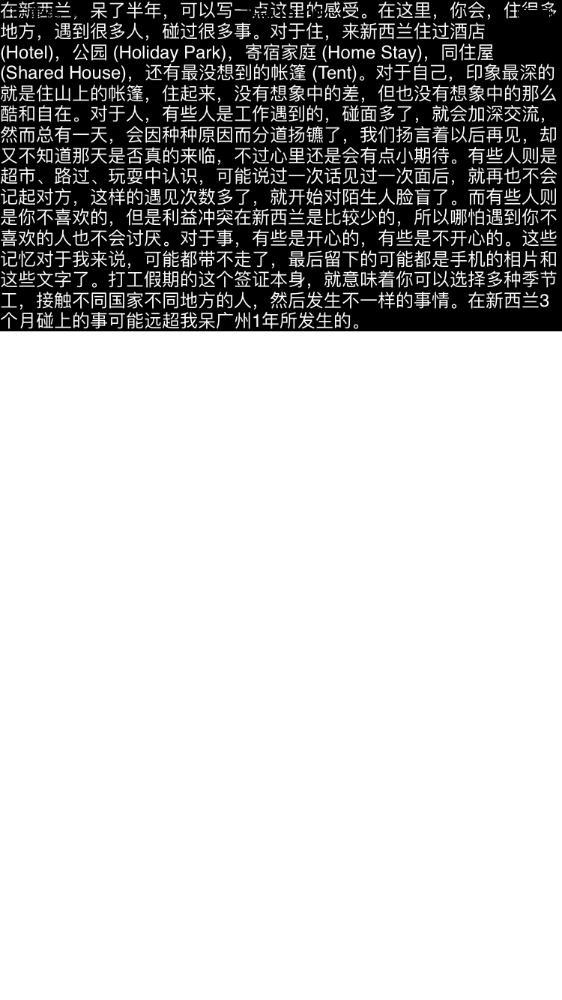 在新西兰，呆了半年，可以写一点这里的感受。在这里，你会，住很多
地方，遇到很多人，碰过很多事。对于住，来新西兰住过酒店
(Hotel)，公园 (Holiday Park)，寄宿家庭 (Home Stay)，同住屋
(Shared House)，还有最没想到的帐篷 (Tent)。对于自己，印象最深的
就是住山上的帐篷，住起来，没有想象中的差，但也没有想象中的那么
酷和自在。对于人，有些人是工作遇到的，碰面多了，就会加深交流，
然而总有一天，会因种种原因而分道扬镳了，我们扬言着以后再见，却
又不知道那天是否真的来临，不过心里还是会有点小期待。有些人则是
超市、路过、玩耍中认识，可能说过一次话见过一次面后，就再也不会
记起对方，这样的遇见次数多了，就开始对陌生人脸盲了。而有些人则
是你不喜欢的，但是利益冲突在新西兰是比较少的，所以哪怕遇到你不
喜欢的人也不会讨厌。对于事，有些是开心的，有些是不开心的。这些
记忆对于我来说，可能都带不走了，最后留下的可能都是手机的相片和
这些文字了。打工假期的这个签证本身，就意味着你可以选择多种季节
工，接触不同国家不同地方的人，然后发生不一样的事情。在新西兰3
个月碰上的事可能远超我呆广州1年所发生的。